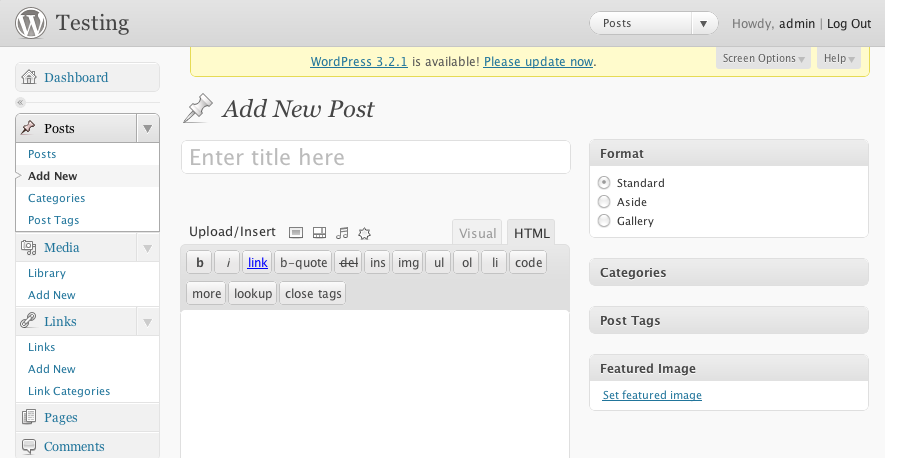 Testing
Posts
Howdy, admin | Log Out
WordPress 3.2.1 is available! Please update now.
Screen Options
Help
Dashboard
Posts
Posts
Add New
Categories
Post Tags
Media
Library
Add New
Links
Links
Add New
Link Categories
Pages
Comments
Add New Post
Enter title here
Upload/Insert
Visual
HTML
b i link b-quote del ins img ul ol li code
more lookup close tags
Format
Standard
Aside
Gallery
Categories
Post Tags
Featured Image
Set featured image